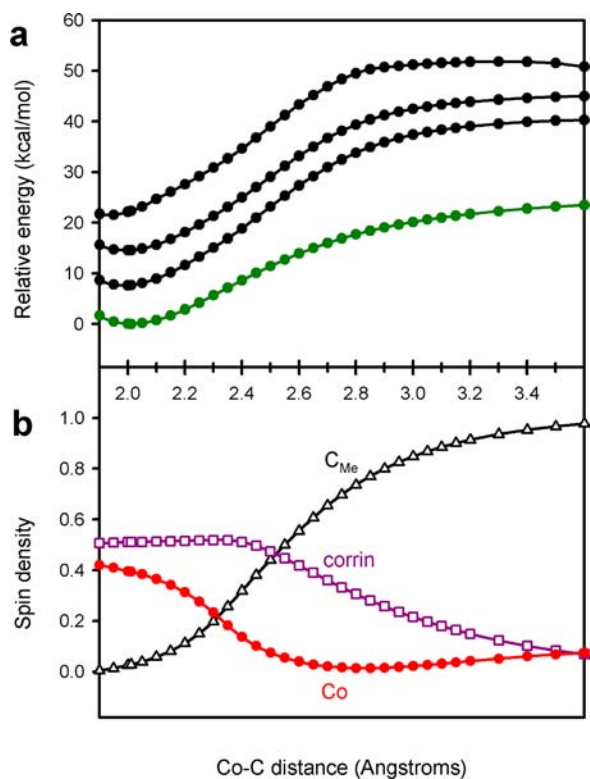 a
Relative energy (kcal/mol)
60
50
40
30
20
10
0
2.0 2.2 2.4 2.6 2.8 3.0 3.2 3.4
b
Spin density
1.0
0.8
0.6
0.4
0.2
0.0
C_Me
corrin
Co
Co-C distance (Angstroms)